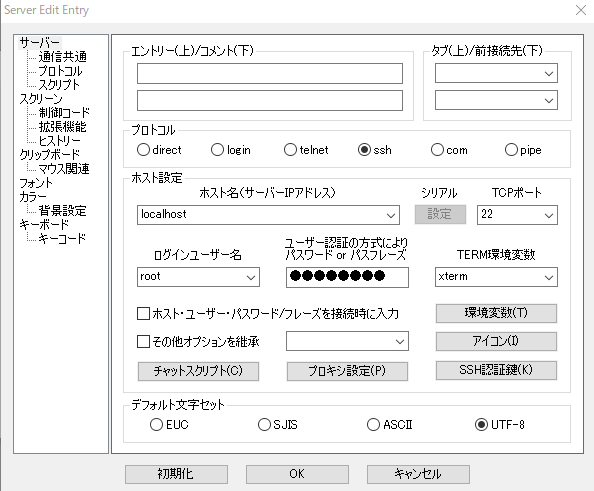 Server Edit Entry
サーバー
通信共通
プロトコル
スクリプト
スクリーン
制御コード
拡張機能
ヒストリー
クリップボード
マウス関連
フォント
カラー
背景設定
キーボード
キーコード
エントリー(上)/コメント(下)
タブ(上)/前接続先(下)
プロトコル
direct
login
telnet
ssh
com
pipe
ホスト設定
ホスト名(サーバーIPアドレス)
シリアル
TCPポート
localhost
設定
22
ログインユーザー名
ユーザー認証の方式により
パスワード or パスフレーズ
TERM環境変数
root
●●●●●●●●
xterm
ホスト・ユーザー・パスワード/フレーズを接続時に入力
環境変数(T)
その他オプションを継承
アイコン(I)
チャットスクリプト(C)
プロキシ設定(P)
SSH認証鍵(K)
デフォルト文字セット
EUC
SJIS
ASCII
UTF-8
初期化
OK
キャンセル